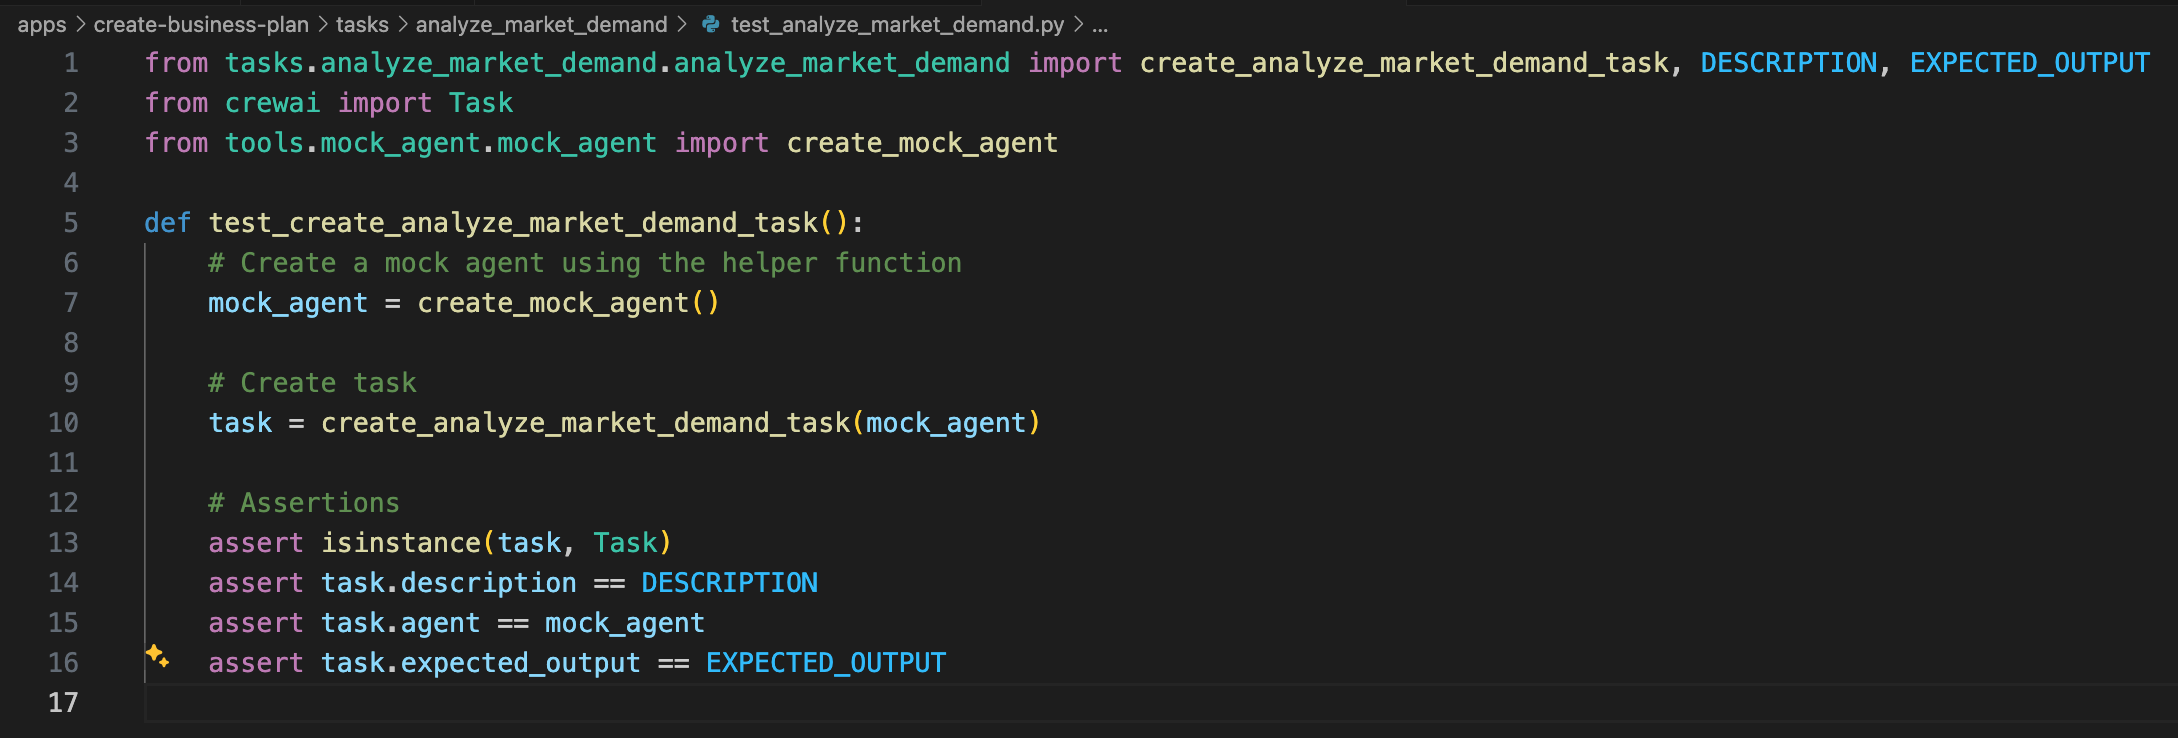 apps > create-business-plan > tasks > analyze_market_demand > test_analyze_market_demand.py > ...
1 from tasks.analyze_market_demand.analyze_market_demand import create_analyze_market_demand_task, DESCRIPTION, EXPECTED_OUTPUT
2 from crewai import Task
3 from tools.mock_agent.mock_agent import create_mock_agent
4
5 def test_create_analyze_market_demand_task():
6     # Create a mock agent using the helper function
7     mock_agent = create_mock_agent()
8
9     # Create task
10     task = create_analyze_market_demand_task(mock_agent)
11
12     # Assertions
13     assert isinstance(task, Task)
14     assert task.description == DESCRIPTION
15     assert task.agent == mock_agent
16     assert task.expected_output == EXPECTED_OUTPUT
17